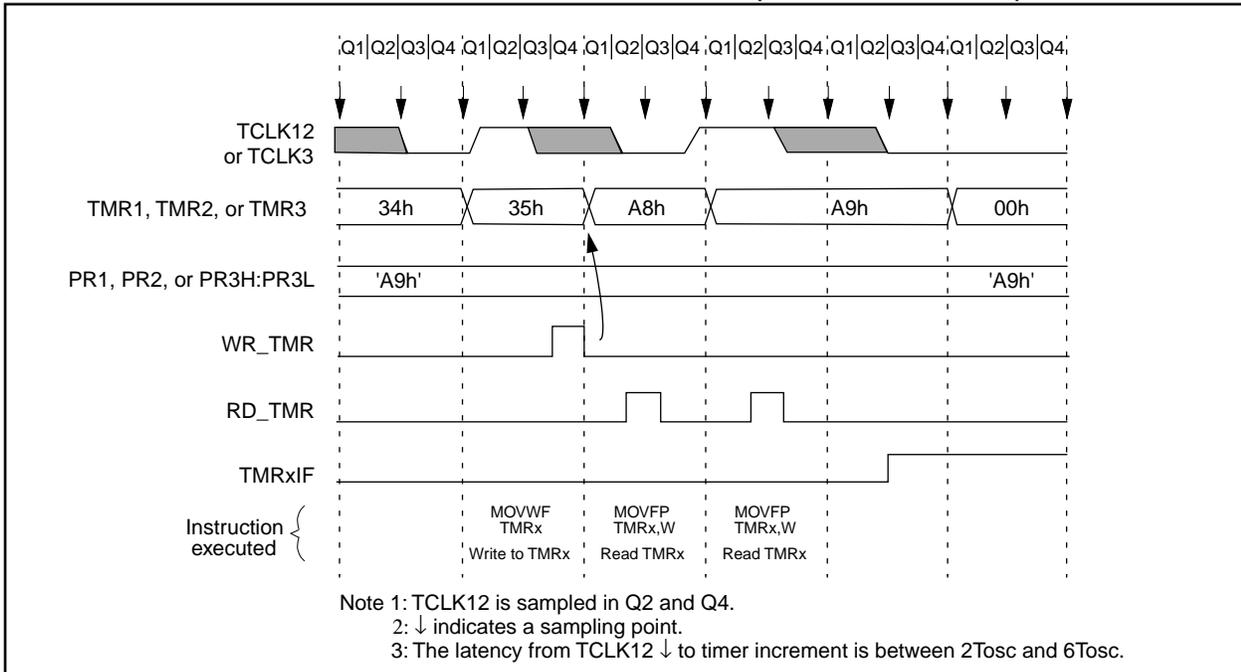 Q1|Q2|Q3|Q4 Q1|Q2|Q3|Q4 Q1|Q2|Q3|Q4 Q1|Q2|Q3|Q4 Q1|Q2|Q3|Q4 Q1|Q2|Q3|Q4
TCLK12
or TCLK3
TMR1, TMR2, or TMR3 34h 35h A8h A9h 00h
PR1, PR2, or PR3H:PR3L 'A9h' 'A9h'
WR_TMR
RD_TMR
TMRxIF
Instruction
executed
MOVWF MOVFP MOVFP
TMRx TMRx,W TMRx,W
Write to TMRx Read TMRx Read TMRx
Note 1: TCLK12 is sampled in Q2 and Q4.
2: ↓ indicates a sampling point.
3: The latency from TCLK12 ↓ to timer increment is between 2Tosc and 6Tosc.